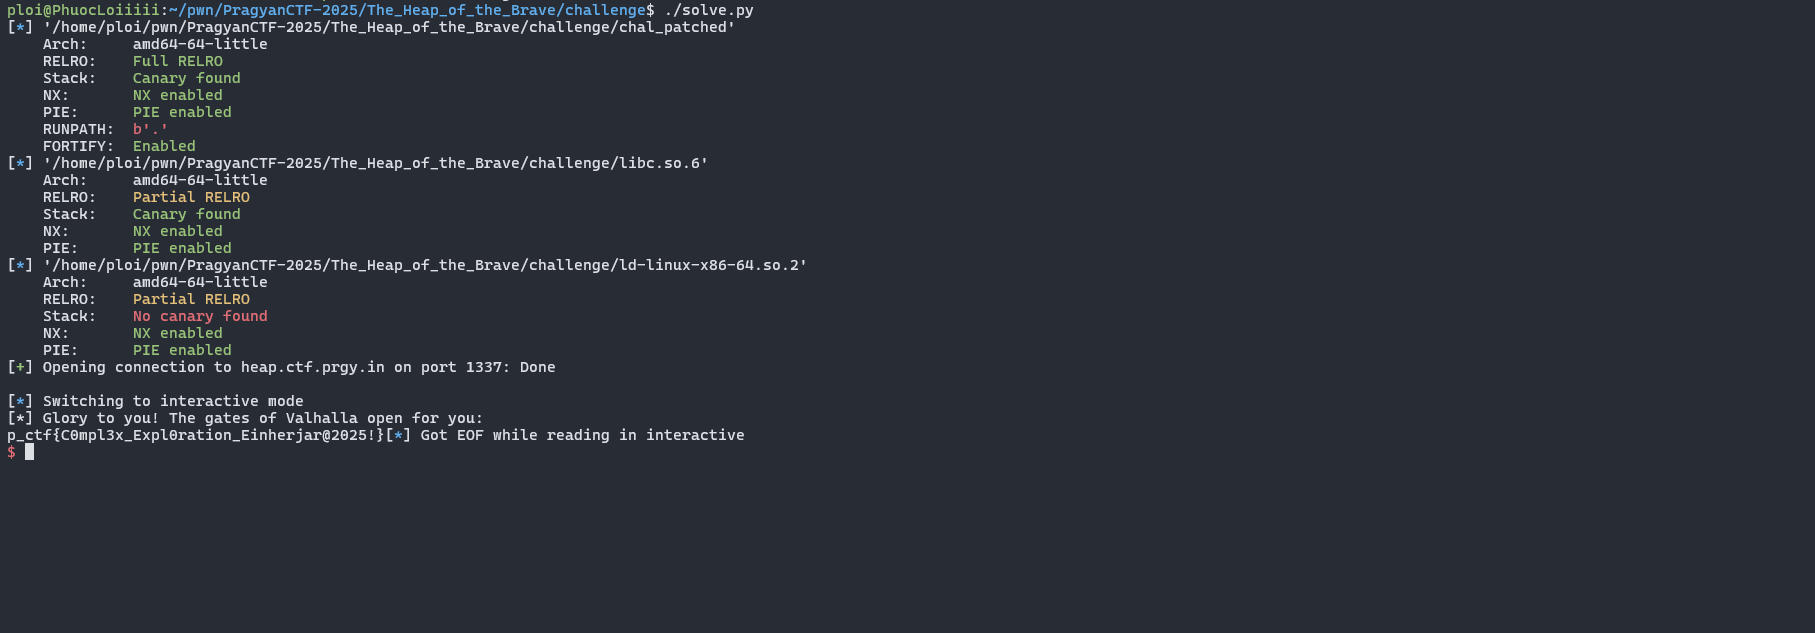 ploi@PhuocLoiiiii:~/pwn/PragyanCTF-2025/The_Heap_of_the_Brave/challenge$ ./solve.py
[*] '/home/ploi/pwn/PragyanCTF-2025/The_Heap_of_the_Brave/challenge/chal_patched'
    Arch:     amd64-64-little
    RELRO:    Full RELRO
    Stack:    Canary found
    NX:       NX enabled
    PIE:      PIE enabled
    RUNPATH:  b'.'
    FORTIFY:  Enabled
[*] '/home/ploi/pwn/PragyanCTF-2025/The_Heap_of_the_Brave/challenge/libc.so.6'
    Arch:     amd64-64-little
    RELRO:    Partial RELRO
    Stack:    Canary found
    NX:       NX enabled
    PIE:      PIE enabled
[*] '/home/ploi/pwn/PragyanCTF-2025/The_Heap_of_the_Brave/challenge/ld-linux-x86-64.so.2'
    Arch:     amd64-64-little
    RELRO:    Partial RELRO
    Stack:    No canary found
    NX:       NX enabled
    PIE:      PIE enabled
[+] Opening connection to heap.ctf.prgy.in on port 1337: Done
[*] Switching to interactive mode
[*] Glory to you! The gates of Valhalla open for you:
p_ctf{C0mpl3x_Expl0ration_Einherjar@2025!}[*] Got EOF while reading in interactive
$